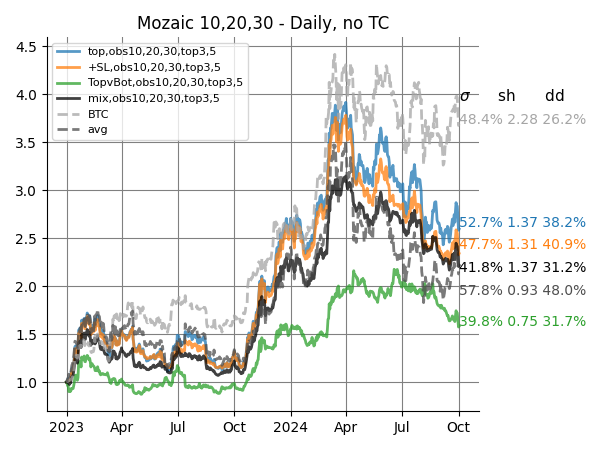 Mozaic 10,20,30 - Daily, no TC
4.5
4.0
3.5
3.0
2.5
2.0
1.5
1.0
top,obs10,20,30,top3,5
+SL,obs10,20,30,top3,5
TopvBot,obs10,20,30,top3,5
mix,obs10,20,30,top3,5
BTC
avg
σ sh dd
48.4% 2.28 26.2%
52.7% 1.37 38.2%
47.7% 1.31 40.9%
41.8% 1.37 31.2%
57.8% 0.93 48.0%
39.8% 0.75 31.7%
2023 Apr Jul Oct 2024 Apr Jul Oct